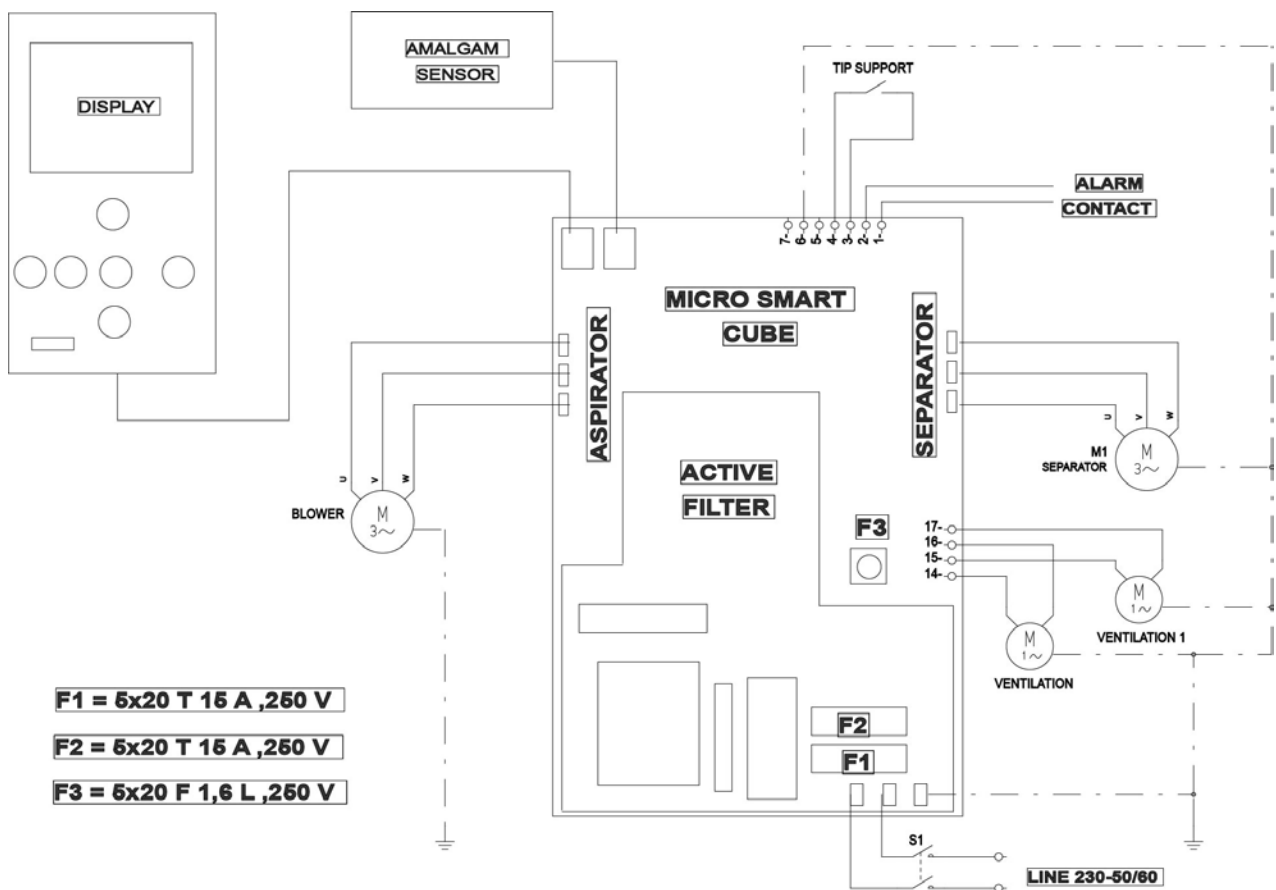 DISPLAY
AMALGAM
SENSOR
TIP SUPPORT
ALARM
CONTACT
7-
6-
5-
4-
3-
2-
1-
MICRO SMART
CUBE
ASPIRATOR
SEPARATOR
U
V
W
BLOWER
M
3~
U
V
W
M1
SEPARATOR
M
3~
ACTIVE
FILTER
F3
17-
16-
15-
14-
M
1~
VENTILATION 1
M
1~
VENTILATION
F1 = 5x20 T 15 A ,250 V
F2 = 5x20 T 15 A ,250 V
F3 = 5x20 F 1,6 L ,250 V
F2
F1
S1
LINE 230-50/60